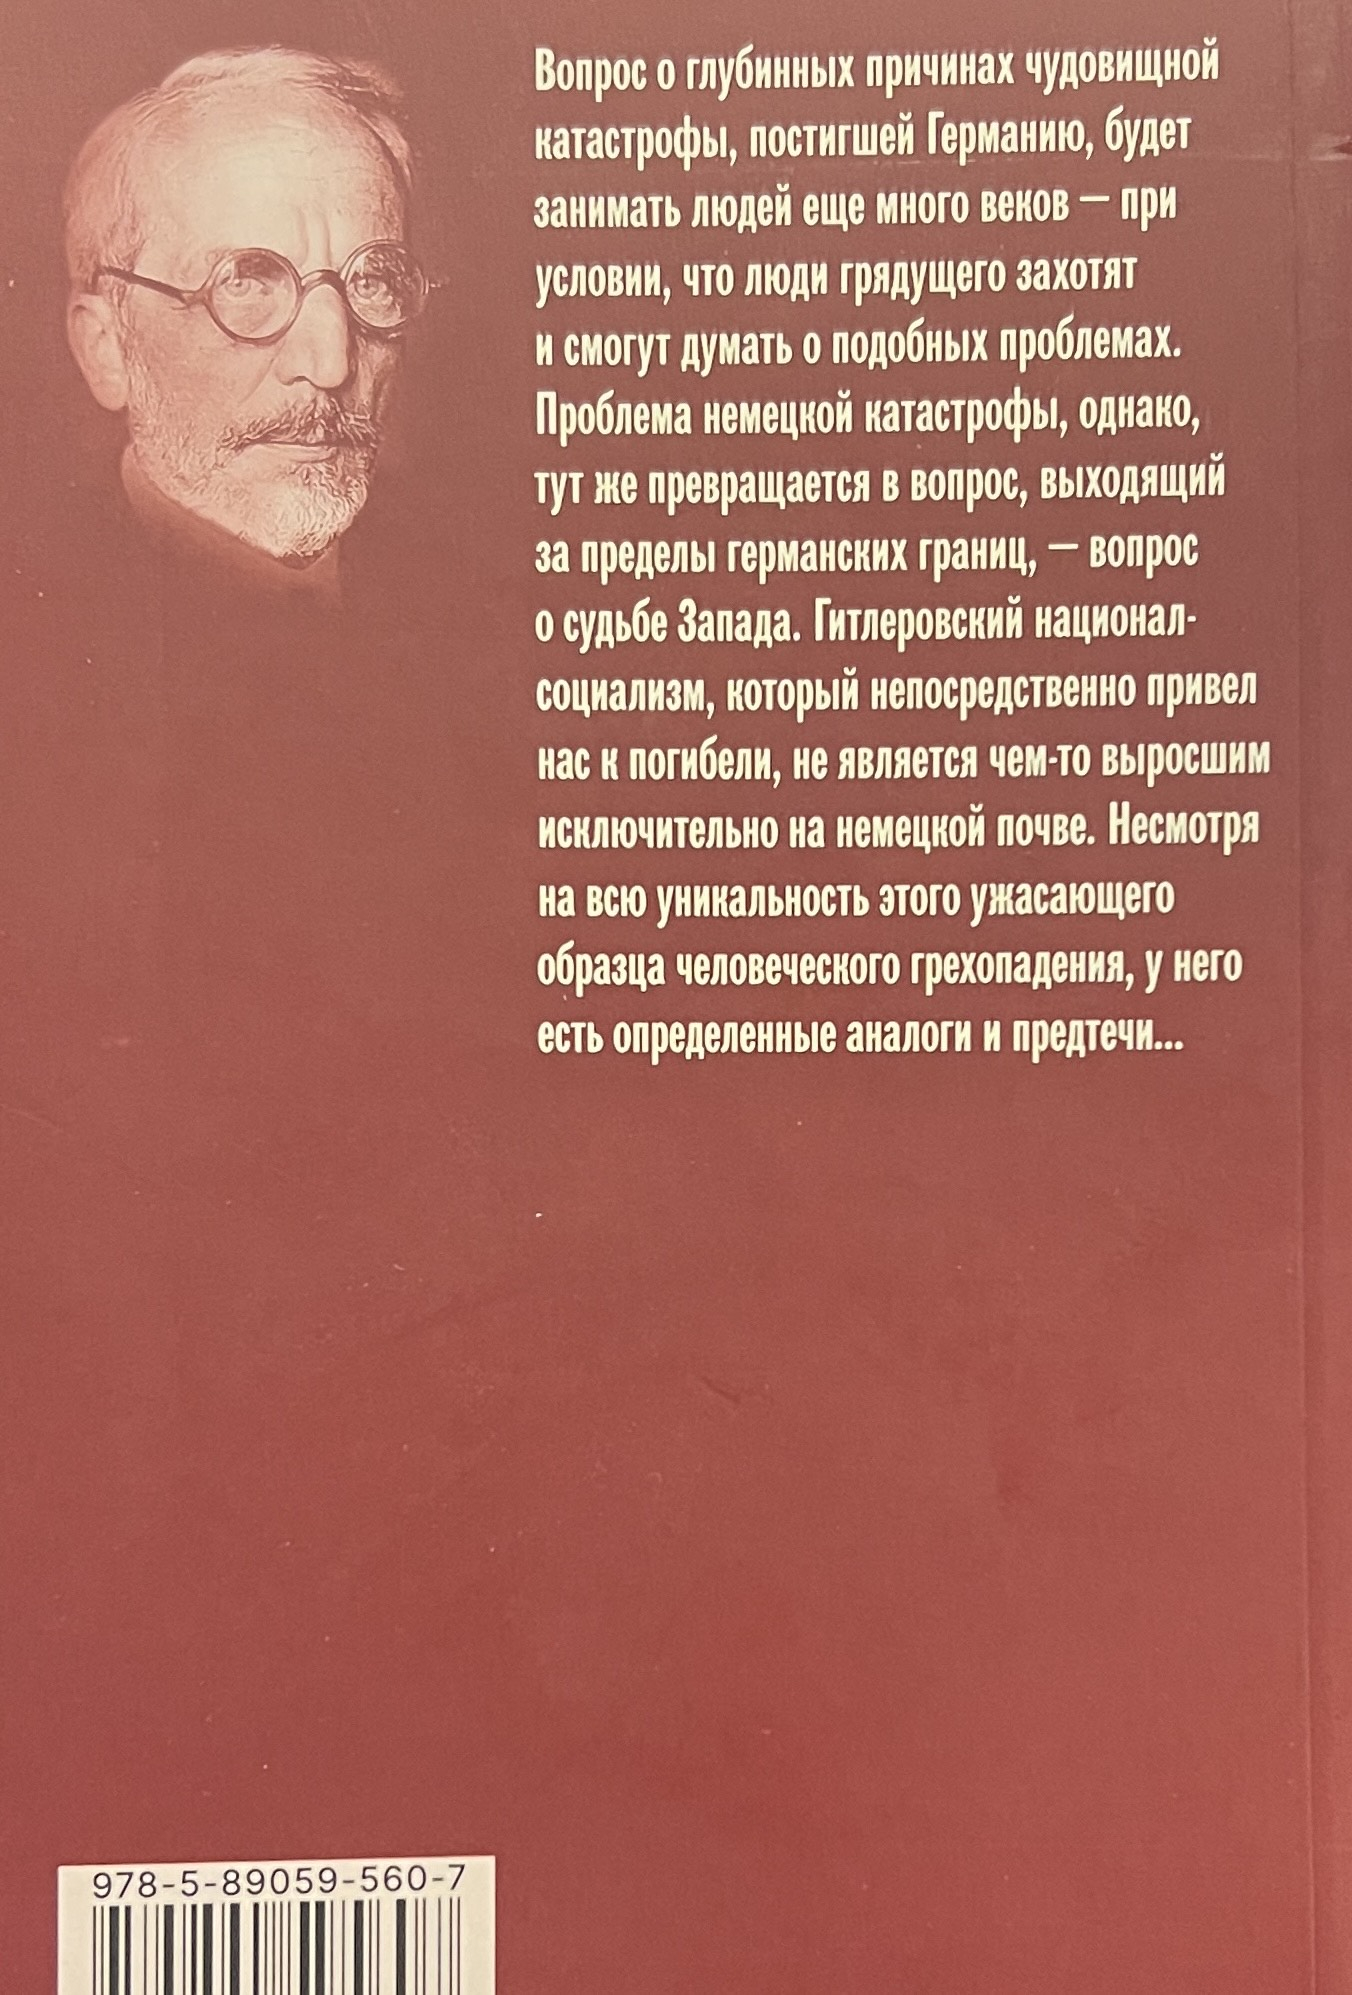 Вопрос о глубинных причинах чудовищной
катастрофы, постигшей Германию, будет
занимать людей еще много веков — при
условии, что люди грядущего захотят
и смогут думать о подобных проблемах.
Проблема немецкой катастрофы, однако,
тут же превращается в вопрос, выходящий
за пределы германских границ, — вопрос
о судьбе Запада. Гитлеровский национал-
социализм, который непосредственно привел
нас к погибели, не является чем-то выросшим
исключительно на немецкой почве. Несмотря
на всю уникальность этого ужасающего
образца человеческого грехопадения, у него
есть определенные аналоги и предтечи...
978-5-89059-560-7